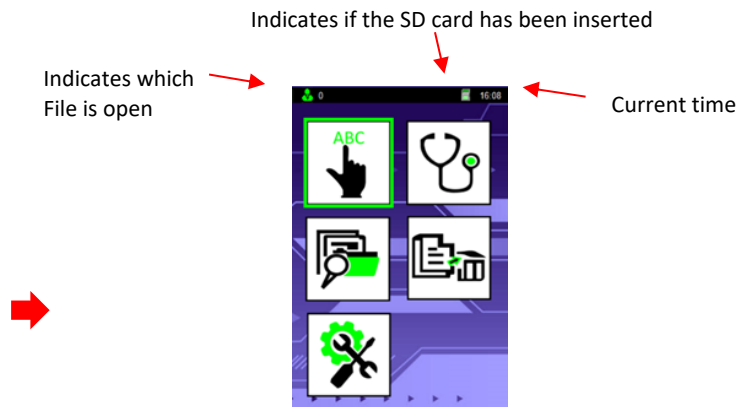 Indicates if the SD card has been inserted
Indicates which
File is open
Current time
0
16:08
ABC